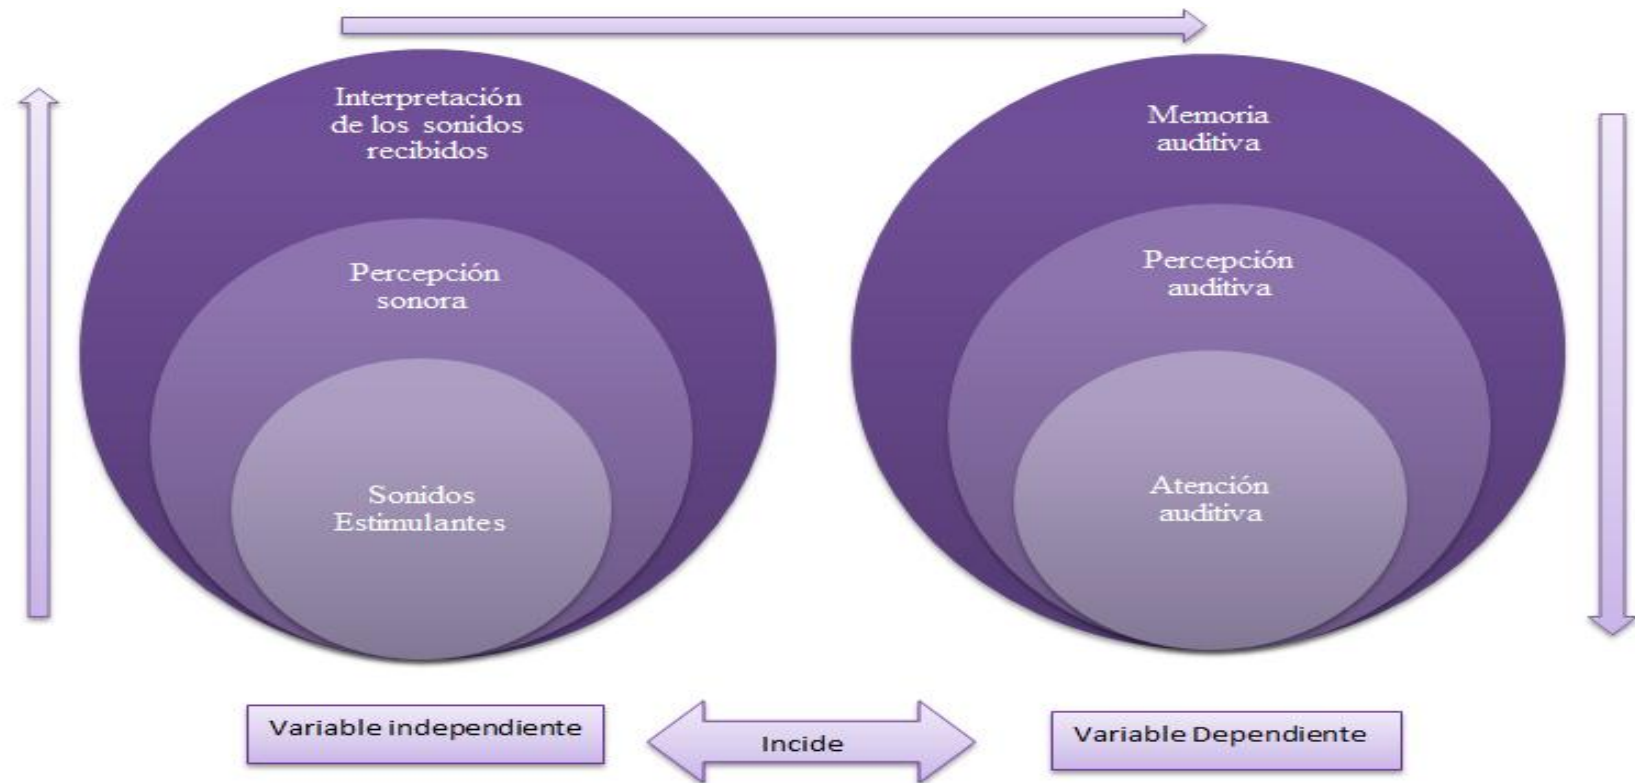 Interpretación
de los sonidos
recibidos
Percepción
sonora
Sonidos
Estimulantes
Memoria
auditiva
Percepción
auditiva
Atención
auditiva
Variable independiente
Incide
Variable Dependiente